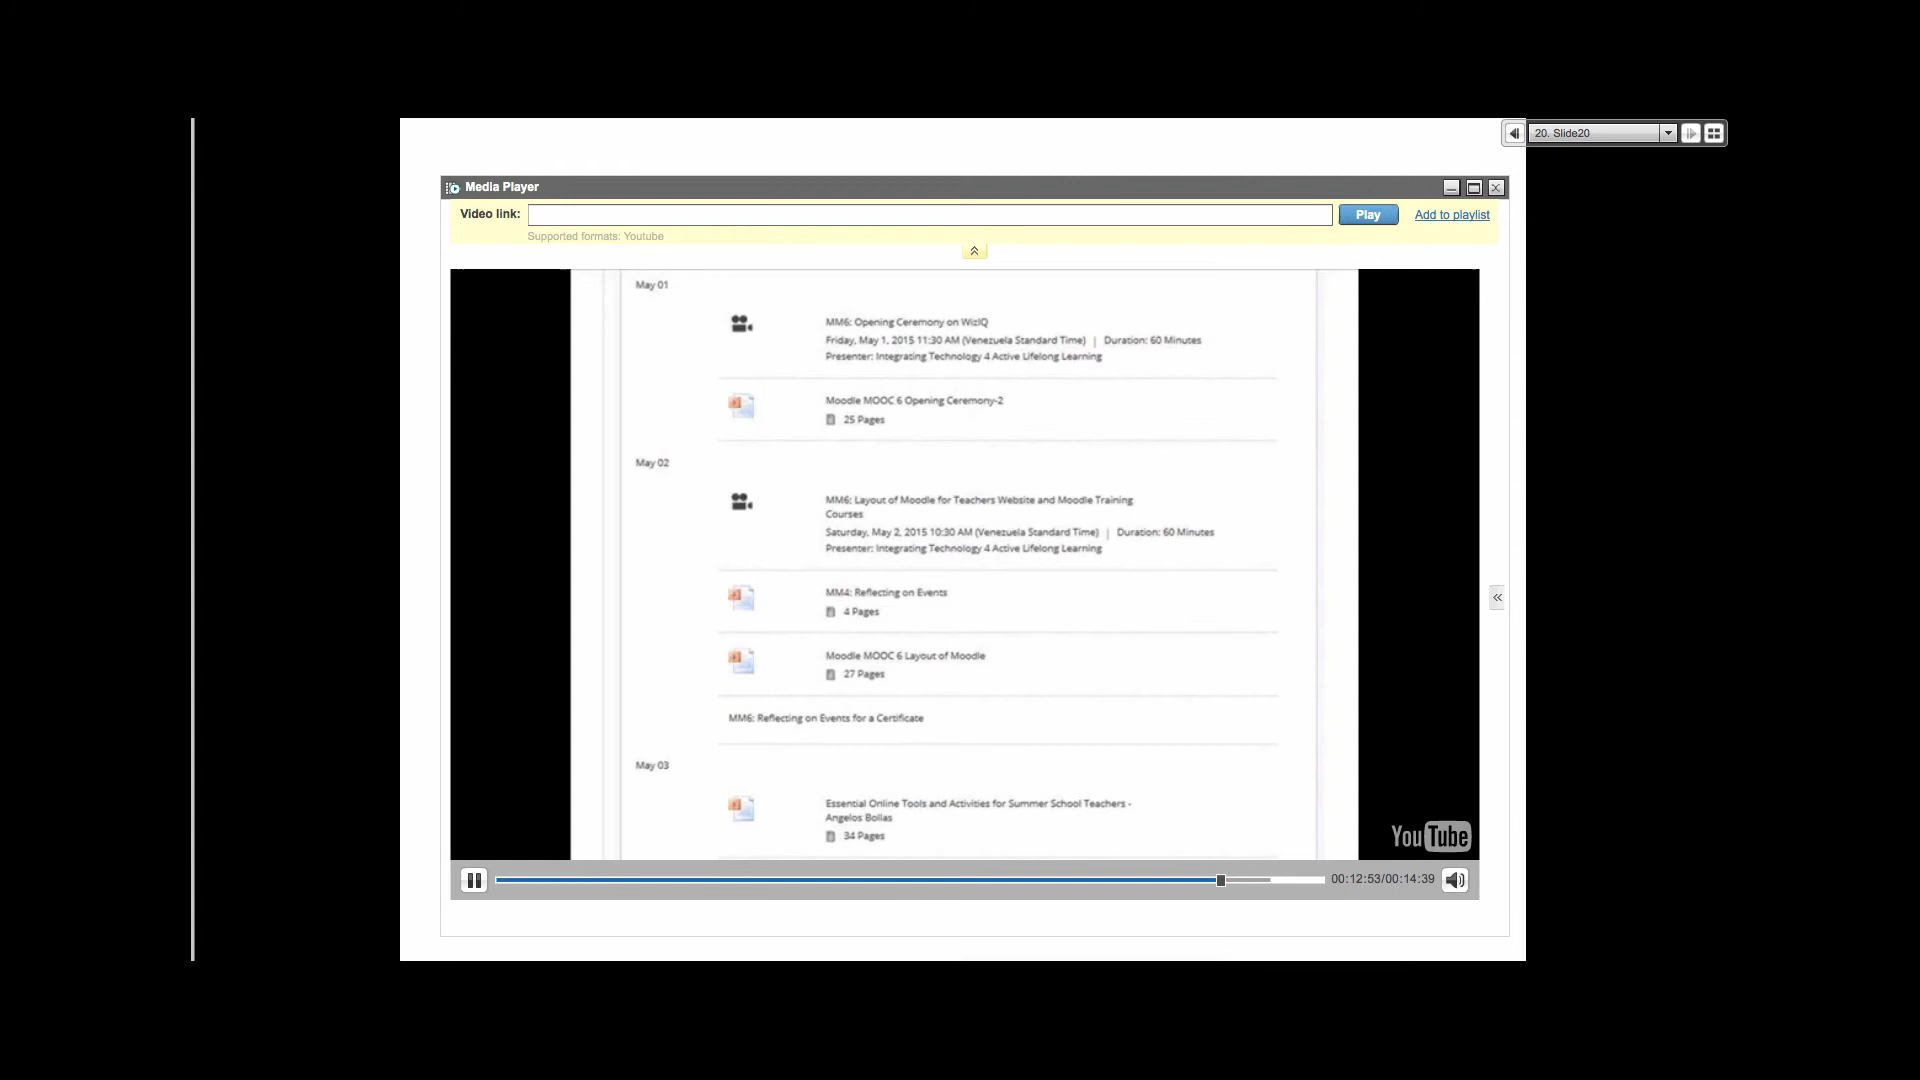 20. Slide20
Media Player
Video link:
Play
Add to playlist
Supported formats: Youtube
May 01
MM6: Opening Ceremony on WizIQ
Friday, May 1, 2015 11:30 AM (Venezuela Standard Time) | Duration: 60 Minutes
Presenter: Integrating Technology 4 Active Lifelong Learning
Moodle MOOC 6 Opening Ceremony-2
25 Pages
May 02
MM6: Layout of Moodle for Teachers Website and Moodle Training
Courses
Saturday, May 2, 2015 10:30 AM (Venezuela Standard Time) | Duration: 60 Minutes
Presenter: Integrating Technology 4 Active Lifelong Learning
MM4: Reflecting on Events
4 Pages
Moodle MOOC 6 Layout of Moodle
27 Pages
MM6: Reflecting on Events for a Certificate
May 03
Essential Online Tools and Activities for Summer School Teachers -
Angelos Bollas
34 Pages
YouTube
00:12:53/00:14:39